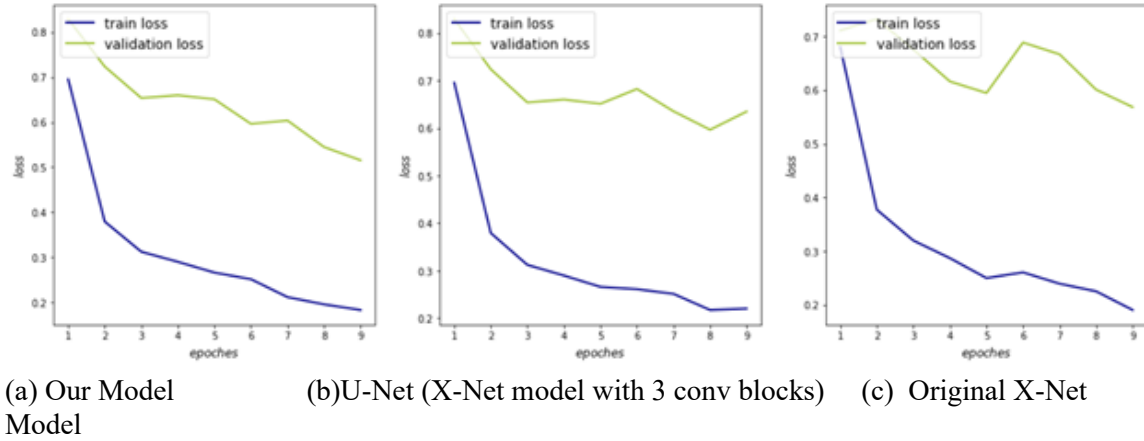 train loss
validation loss
0.8
0.7
0.6
0.5
0.4
0.3
0.2
loss
1 2 3 4 5 6 7 8 9
epoches
train loss
validation loss
0.8
0.7
0.6
0.5
0.4
0.3
0.2
loss
1 2 3 4 5 6 7 8 9
epoches
train loss
validation loss
0.7
0.6
0.5
0.4
0.3
0.2
loss
1 2 3 4 5 6 7 8 9
epoches
(a) Our Model (b)U-Net (X-Net model with 3 conv blocks) (c) Original X-Net
Model